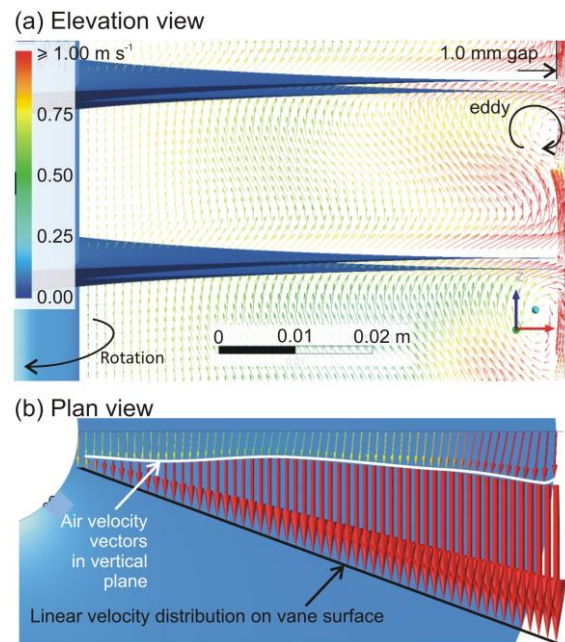 (a) Elevation view
⩾ 1.00 m s⁻¹
1.0 mm gap
0.75
eddy
0.50
0.25
0.00
Rotation
0 0.01 0.02 m
(b) Plan view
Air velocity
vectors
in vertical
plane
Linear velocity distribution on vane surface